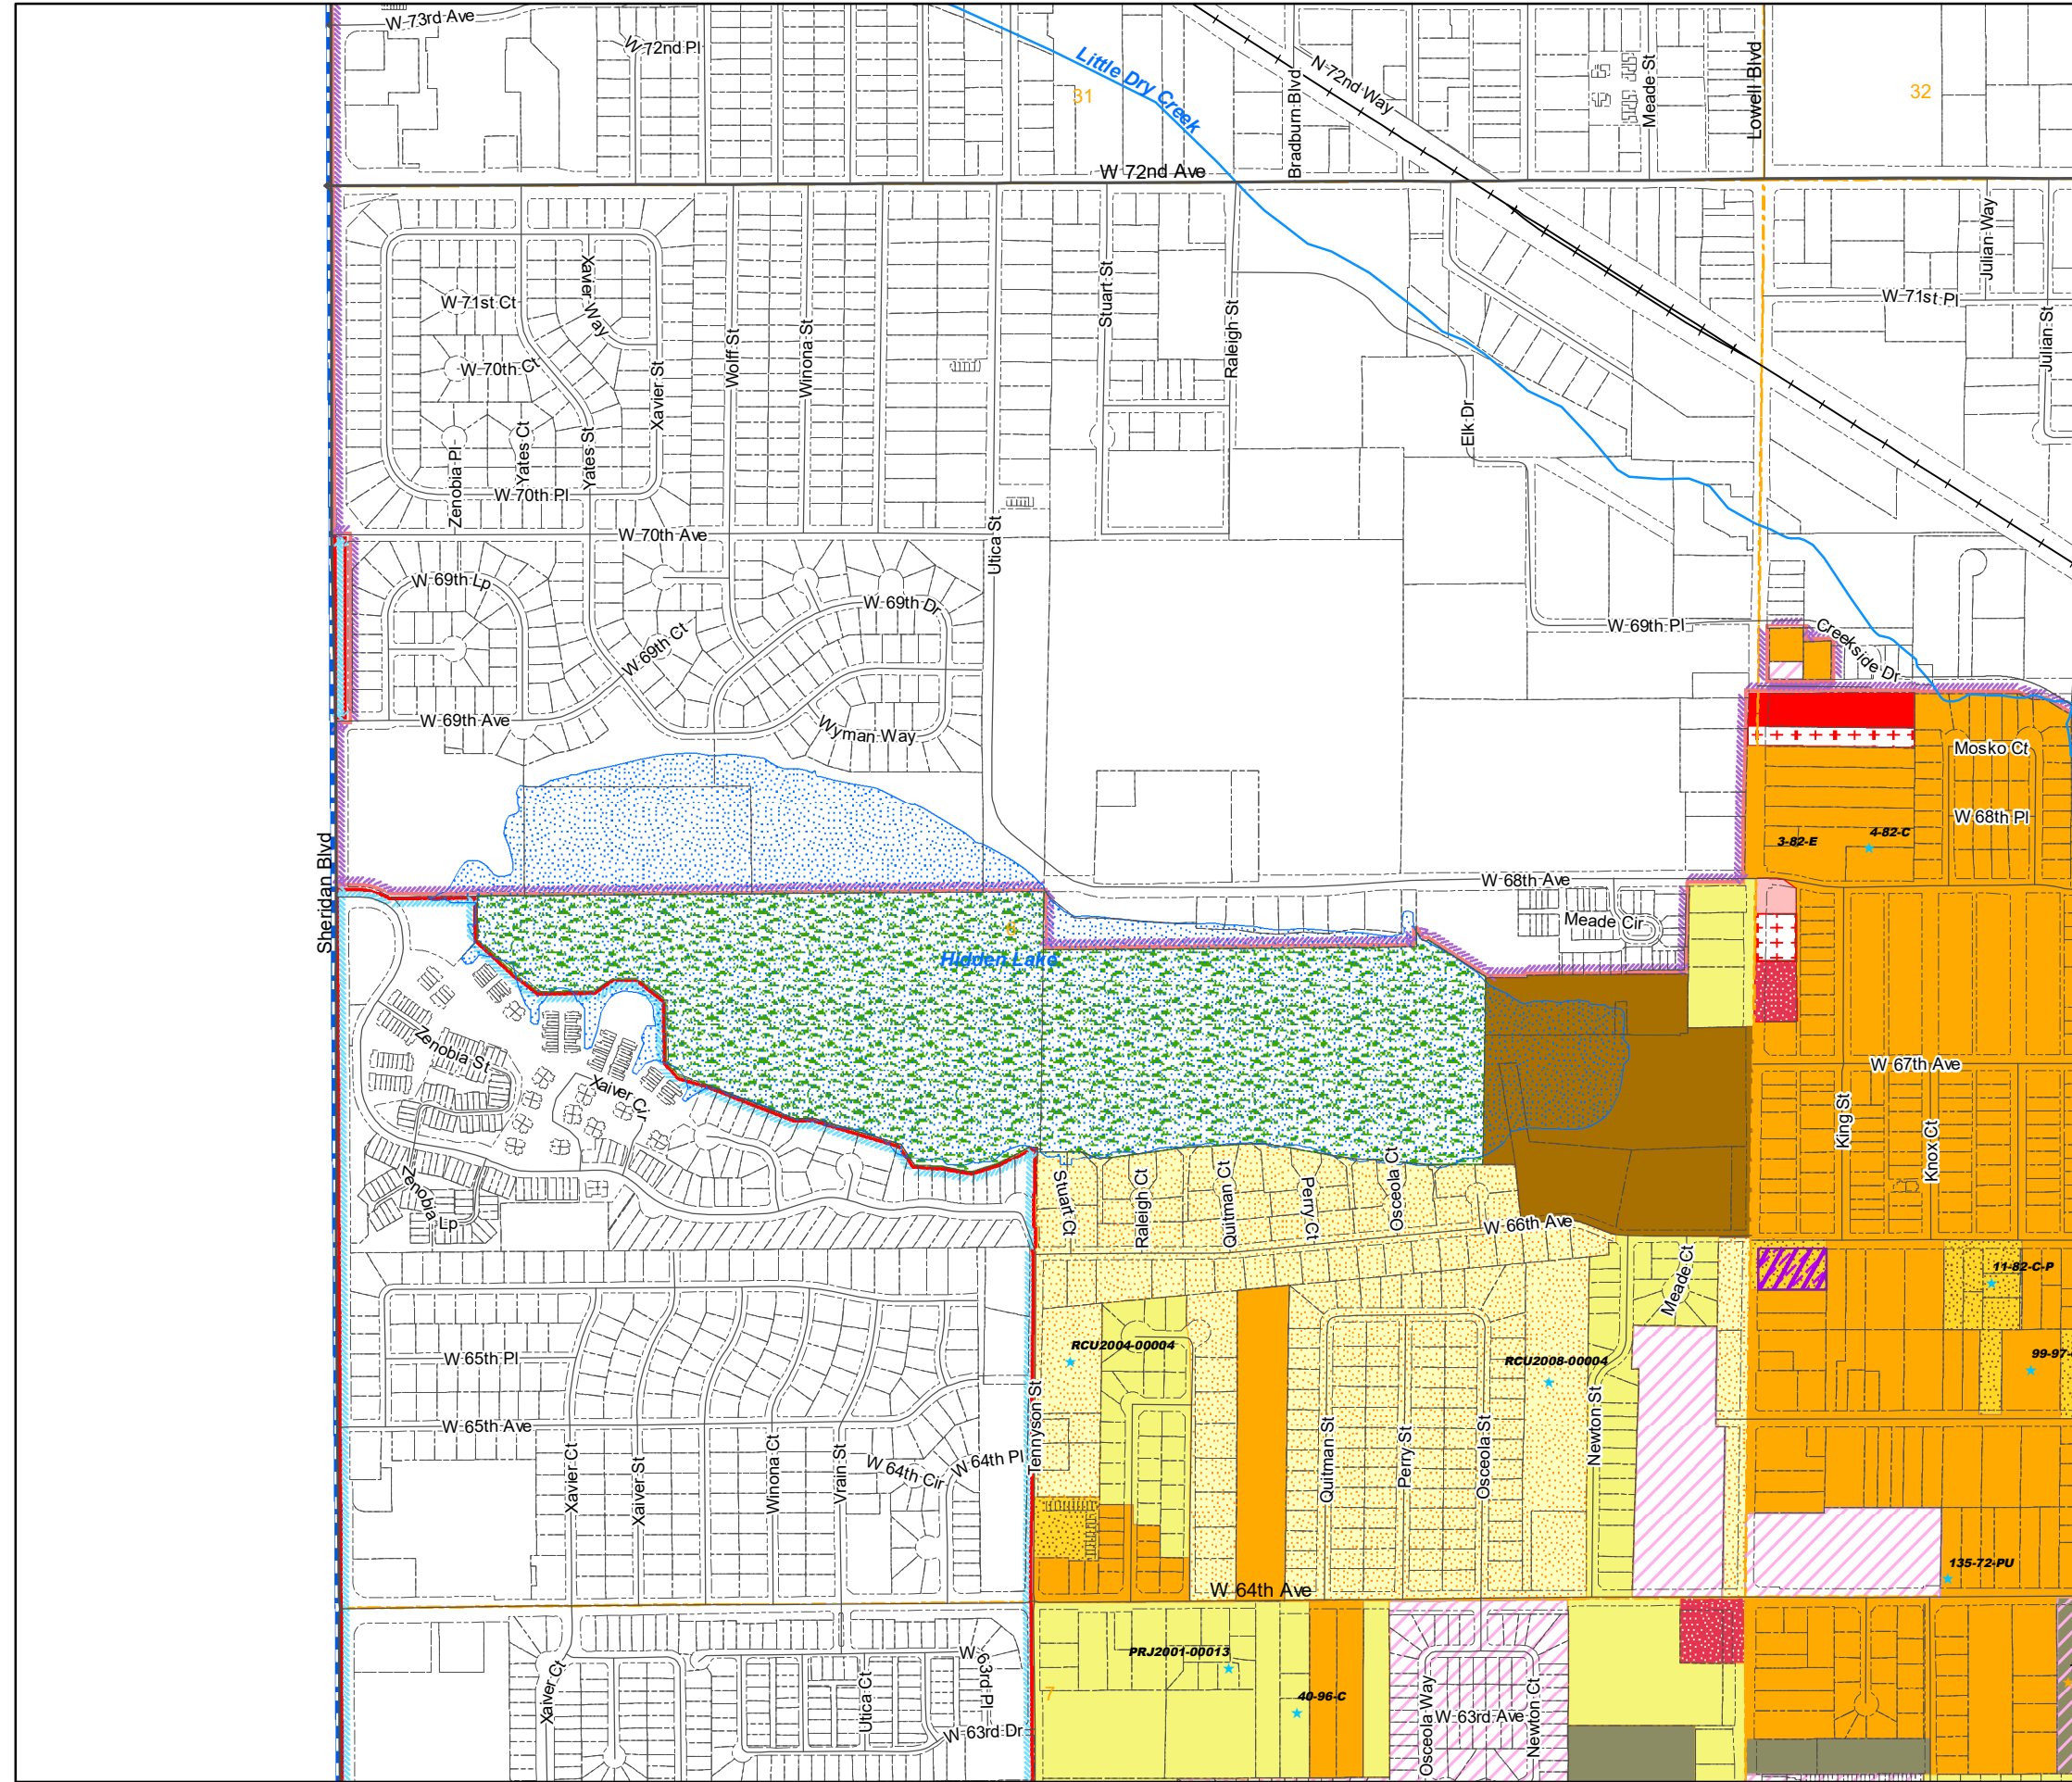 W 73rd Ave
W 72nd Pl
Little Dry Creek
31
N 72nd Way
Bradburn Blvd
Meade St
Lowell Blvd
32
W 72nd Ave
Julian Way
W 71st Ct
Xavier Way
Stuart St
Raleigh St
W 71st Pl
Julian St
W 70th Ct
Wolff St
Winona St
Xavier St
Elk Dr
Zenobia Pl
Yates Ct
Yates St
W 70th Pl
W 70th Ave
Utica St
W 69th Lp
W 69th Dr
W 69th Ct
W 69th Pl
Creekside Dr
W 69th Ave
Wyman Way
Mosko Ct
W 68th Pl
3-82-E
4-82-C
Sheridan Blvd
W 68th Ave
Meade Cir
6
Hidden Lake
Zenobia St
Xaiver Cir
W 67th Ave
King St
Knox Ct
Zenobia Lp
Stuart Ct
Raleigh Ct
Quitman Ct
Perry Ct
Osceola Ct
W 66th Ave
Meade Ct
11-82-C-P
RCU2004-00004
RCU2008-00004
99-97-
W 65th Pl
Tennyson St
W 65th Ave
Xavier Ct
Xaiver St
Winona Ct
Vrain St
W 64th Cir
W 64th Pl
Quitman St
Perry St
Osceola St
Newton St
135-72-PU
W 64th Ave
Xaiver Ct
Utica Ct
W 63rd Pl
W 63rd Dr
PRJ2001-00013
7
40-96-C
Osceola Way
W 63rd Ave
Newton Ct